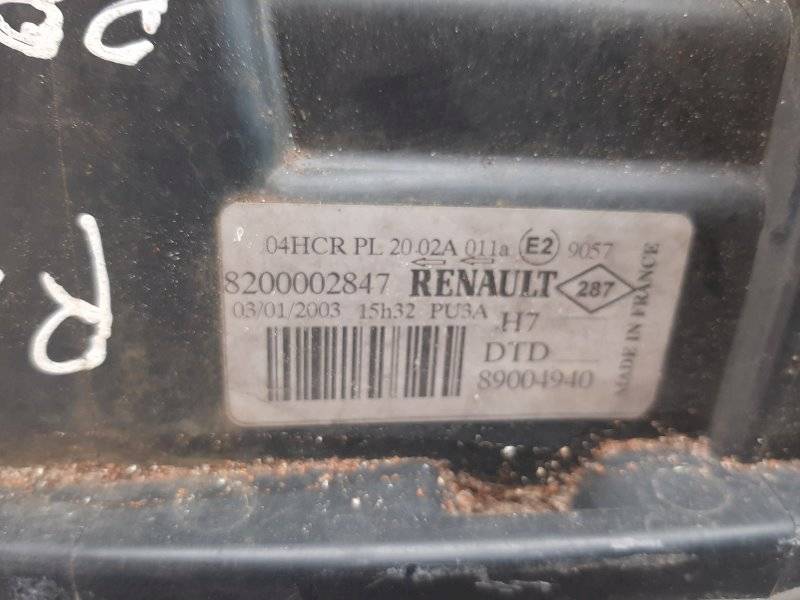 04HCR PL 20 02A 011a E2 9057
8200002847 RENAULT 287
03/01/2003 15h32 PU3A H7
DTD
89004940
MADE IN FRANCE
R